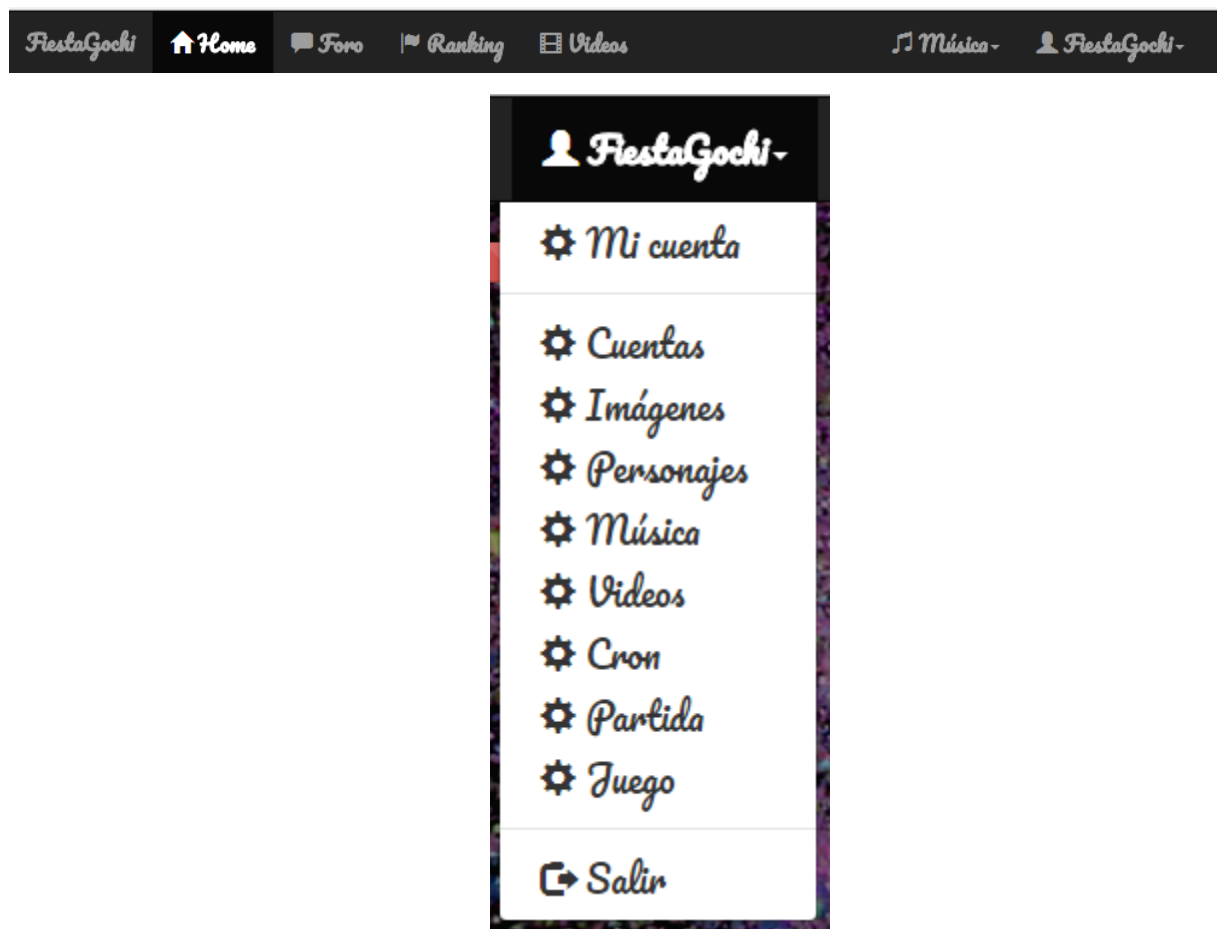 FiestaGochi Home Foro Ranking Videos Música FiestaGochi
FiestaGochi
Mi cuenta
Cuentas
Imágenes
Personajes
Música
Videos
Cron
Partida
Juego
Salir